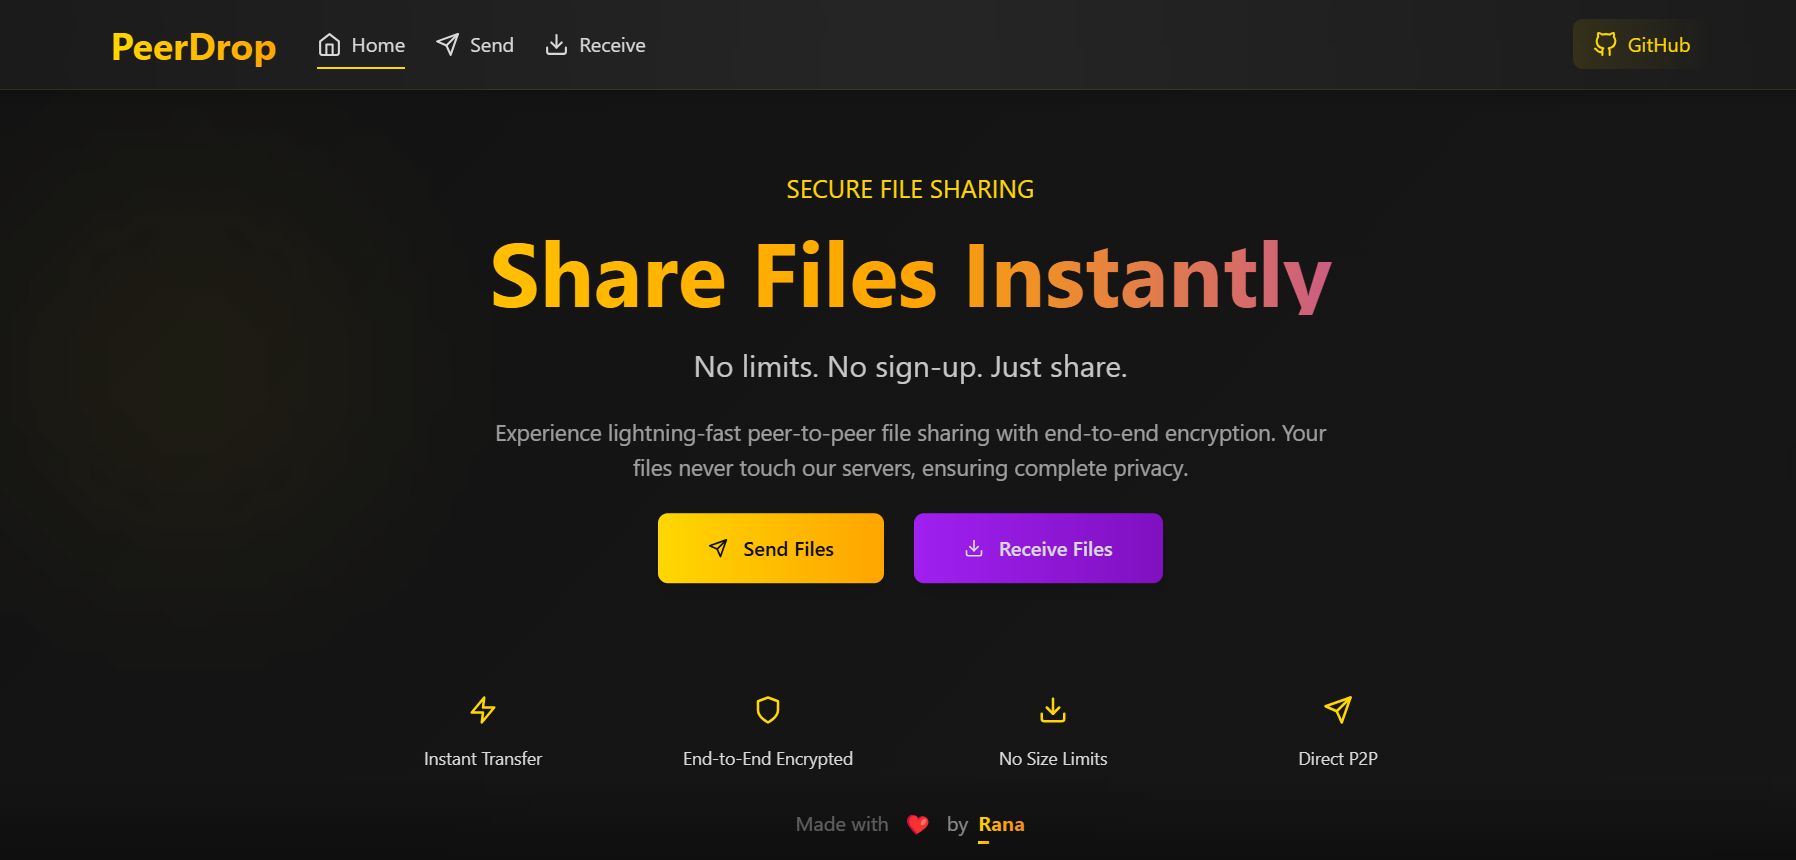 PeerDrop
Home
Send
Receive
GitHub
SECURE FILE SHARING
Share Files Instantly
No limits. No sign-up. Just share.
Experience lightning-fast peer-to-peer file sharing with end-to-end encryption. Your
files never touch our servers, ensuring complete privacy.
Send Files
Receive Files
Instant Transfer
End-to-End Encrypted
No Size Limits
Direct P2P
Made with ❤️ by Rana